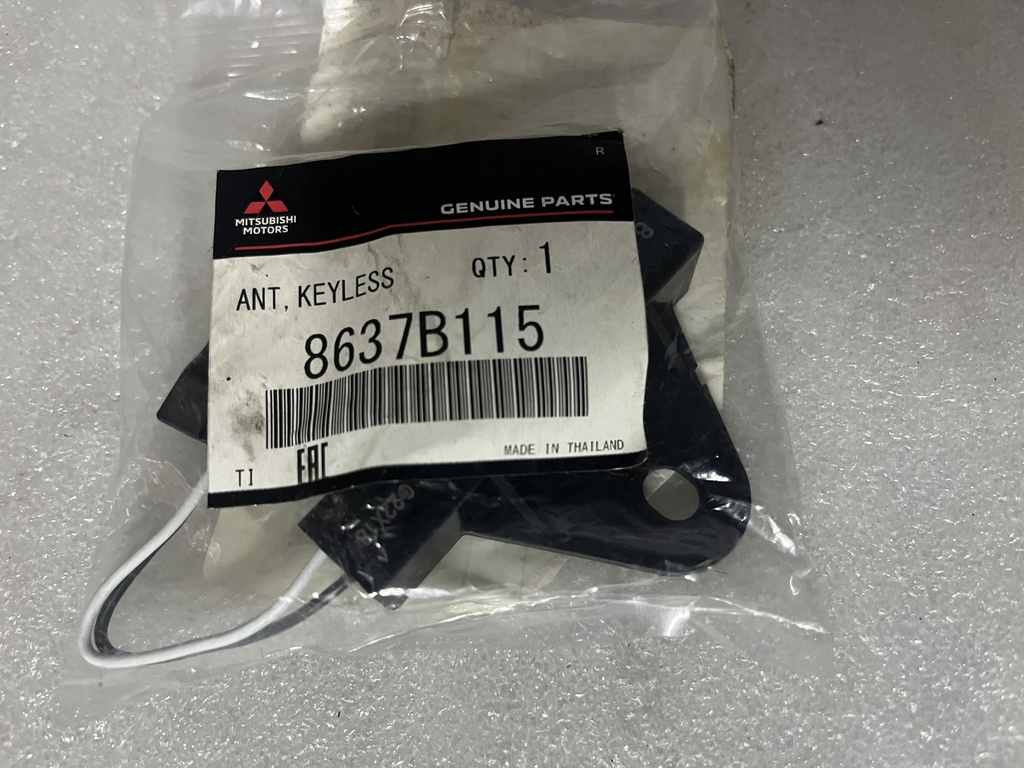 R
MITSUBISHI
MOTORS
GENUINE PARTS
ANT, KEYLESS
QTY: 1
8637B115
MADE IN THAILAND
TI
EAC